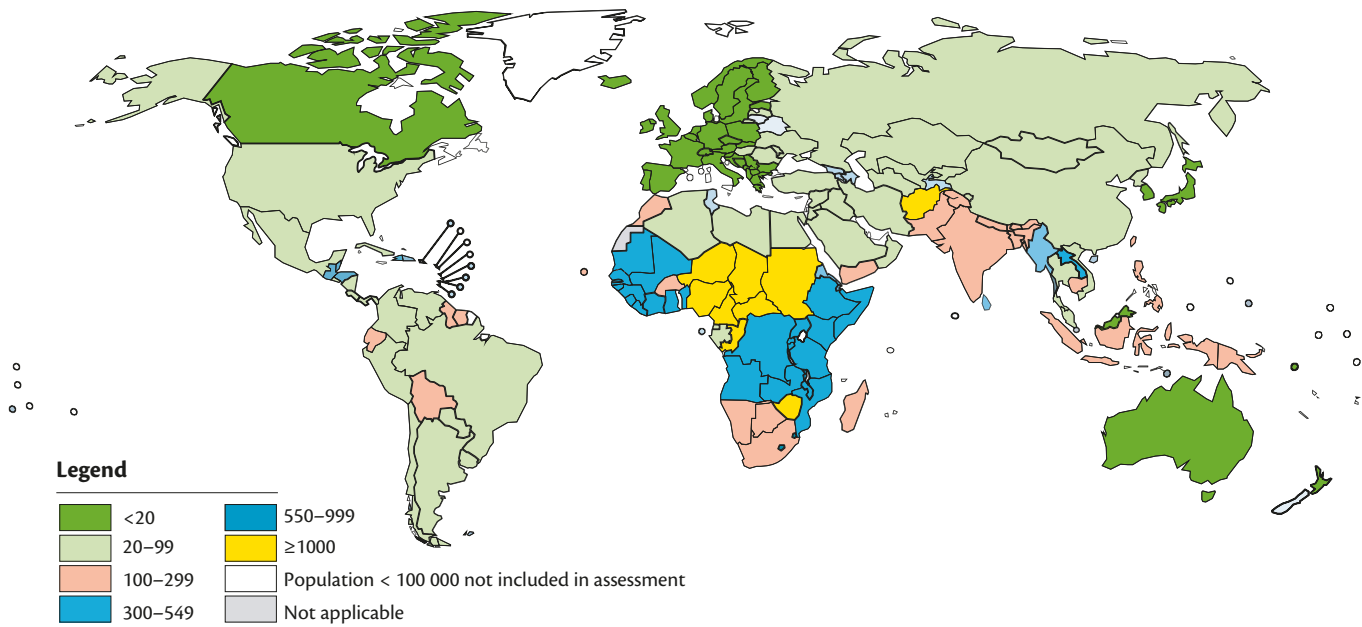 Legend
<20
20–99
100–299
300–549
550–999
≥1000
Population < 100 000 not included in assessment
Not applicable